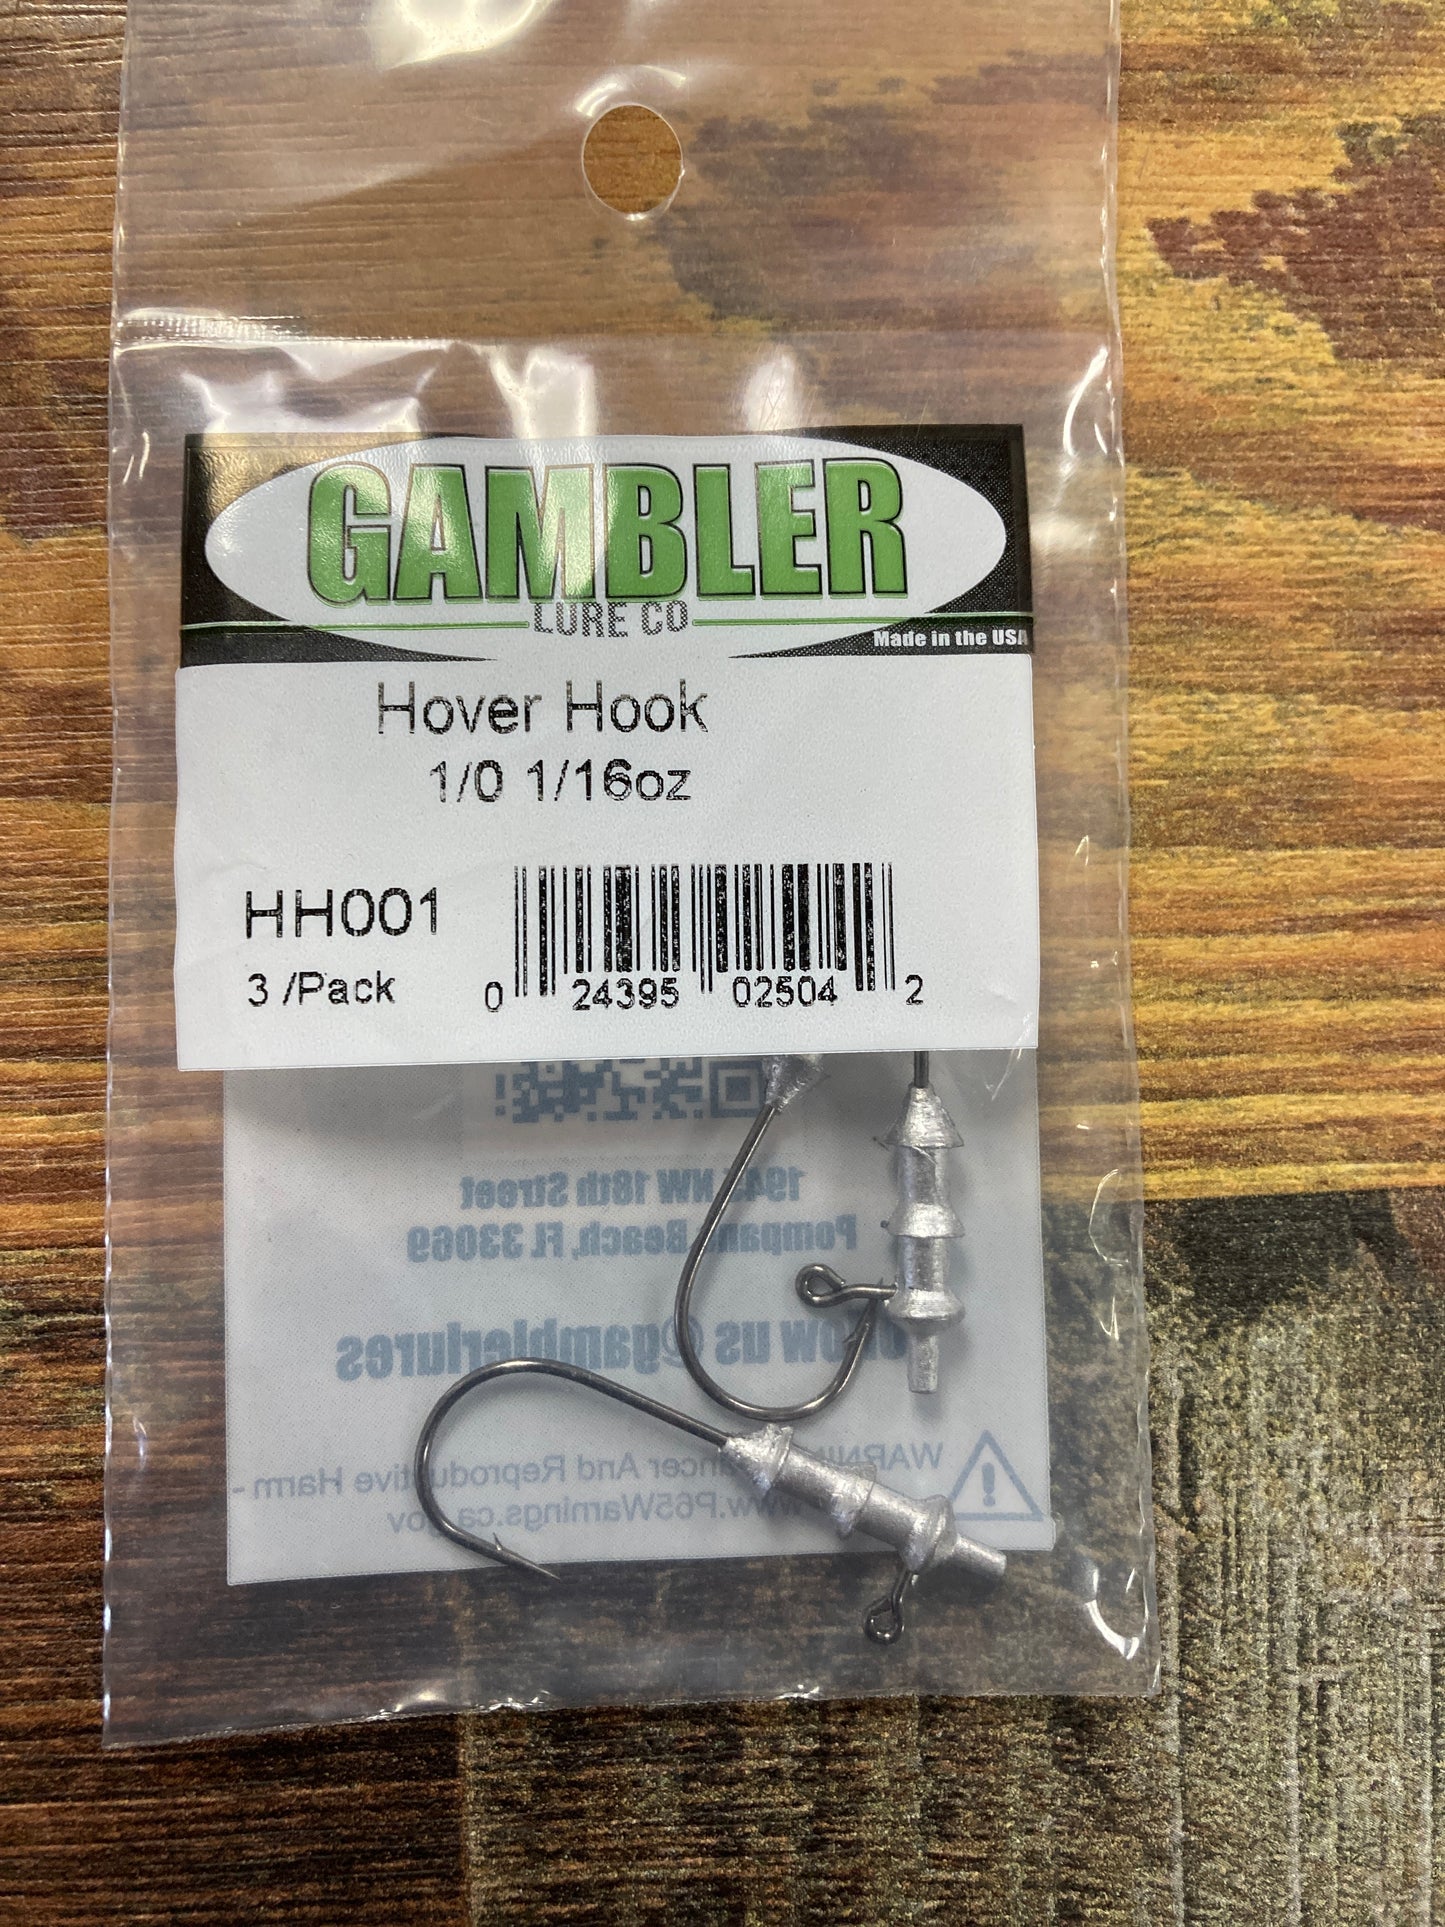 GAMBLER
LURE CO
Made in the USA
Hover Hook
1/0 1/16oz
HH001
3 /Pack
0 24395 02504 2
NW 18th Street
Pompano Beach, FL 33069
Follow us @gamblerlures
WARNING: Cancer And Reproductive Harm -
www.P65Warnings.ca.gov